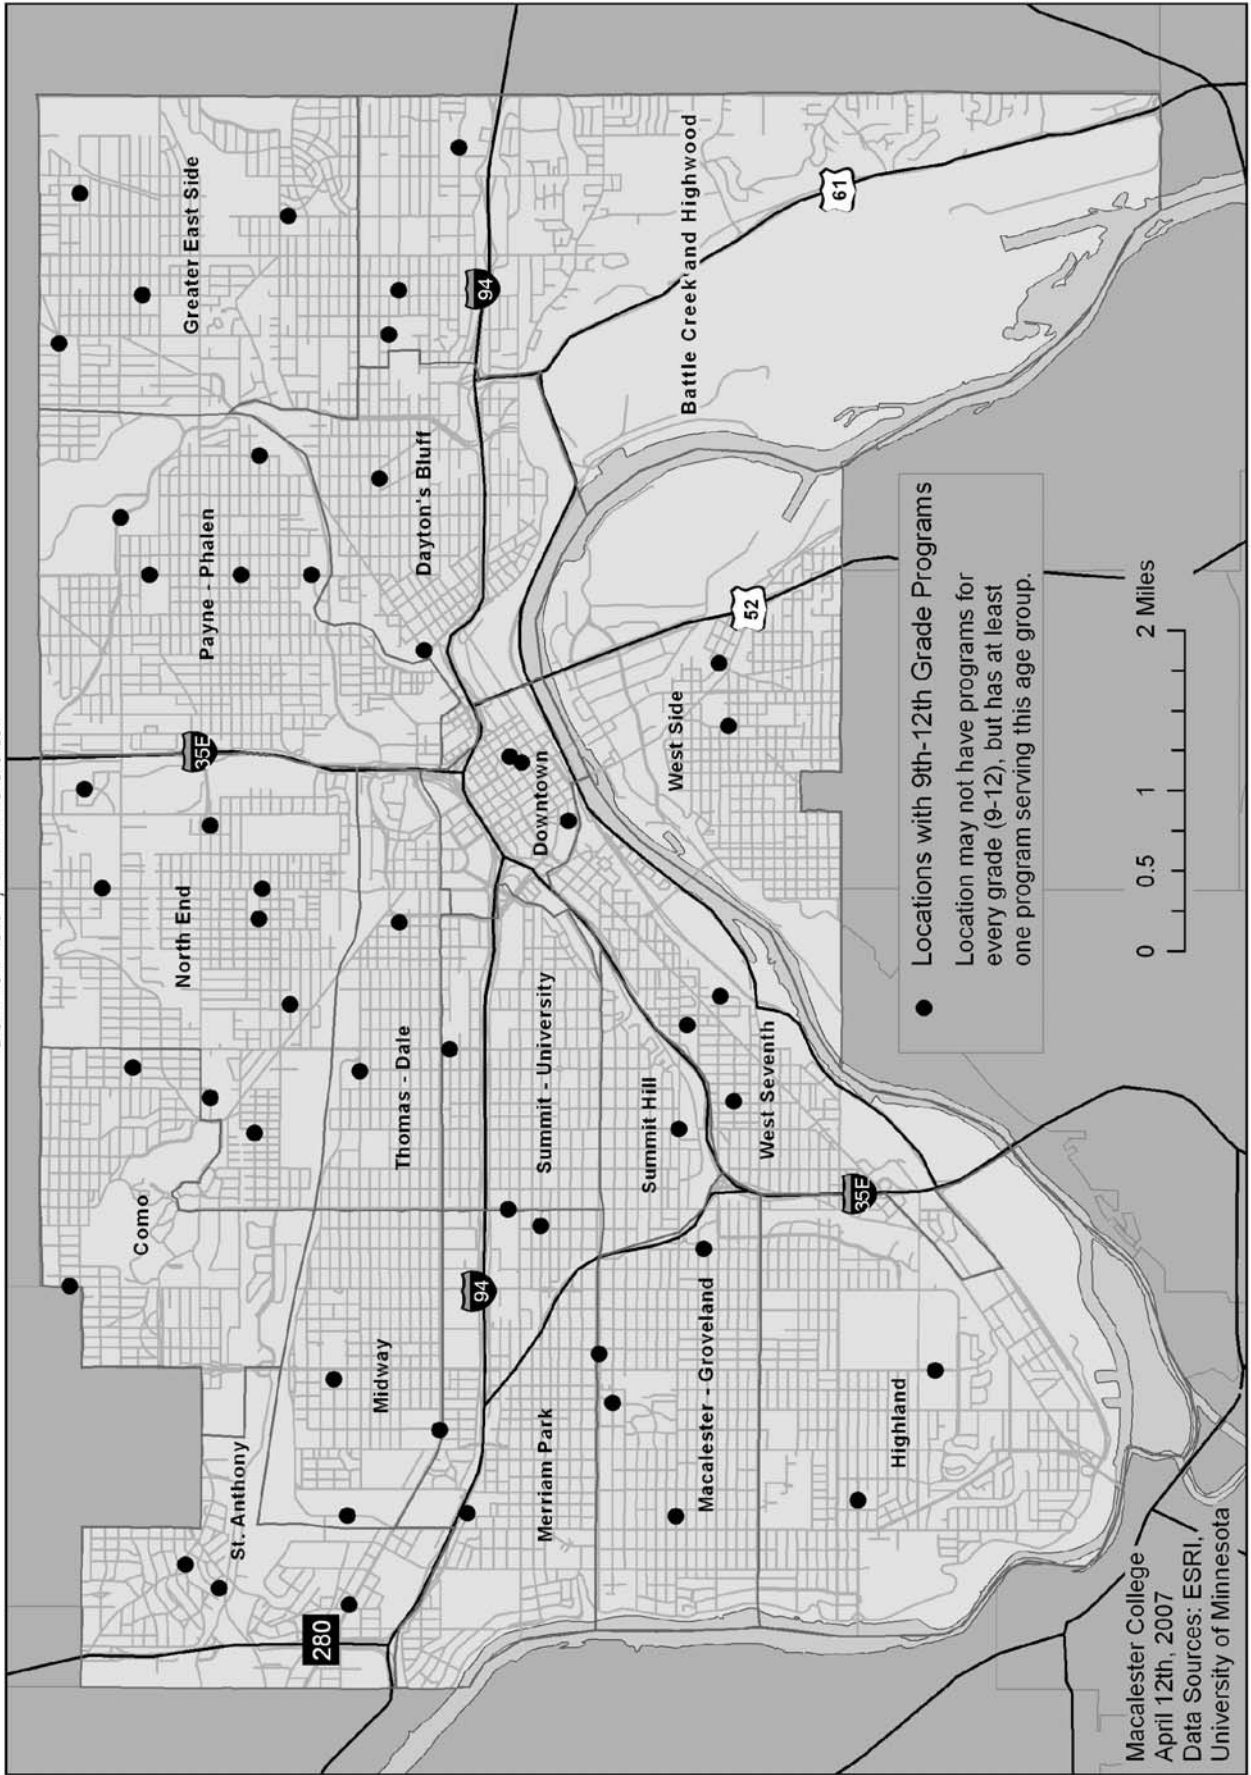 St. Anthony
Como
North End
Payne - Phalen
Greater East Side
Midway
Thomas - Dale
Dayton's Bluff
Merriam Park
Summit - University
Downtown
Battle Creek and Highwood
Macalester - Groveland
Summit Hill
West Side
West Seventh
Highland
280
94
35E
94
35E
52
61
Locations with 9th-12th Grade Programs
Location may not have programs for
every grade (9-12), but has at least
one program serving this age group.
0 0.5 1 2 Miles
Macalester College
April 12th, 2007
Data Sources: ESRI,
University of Minnesota